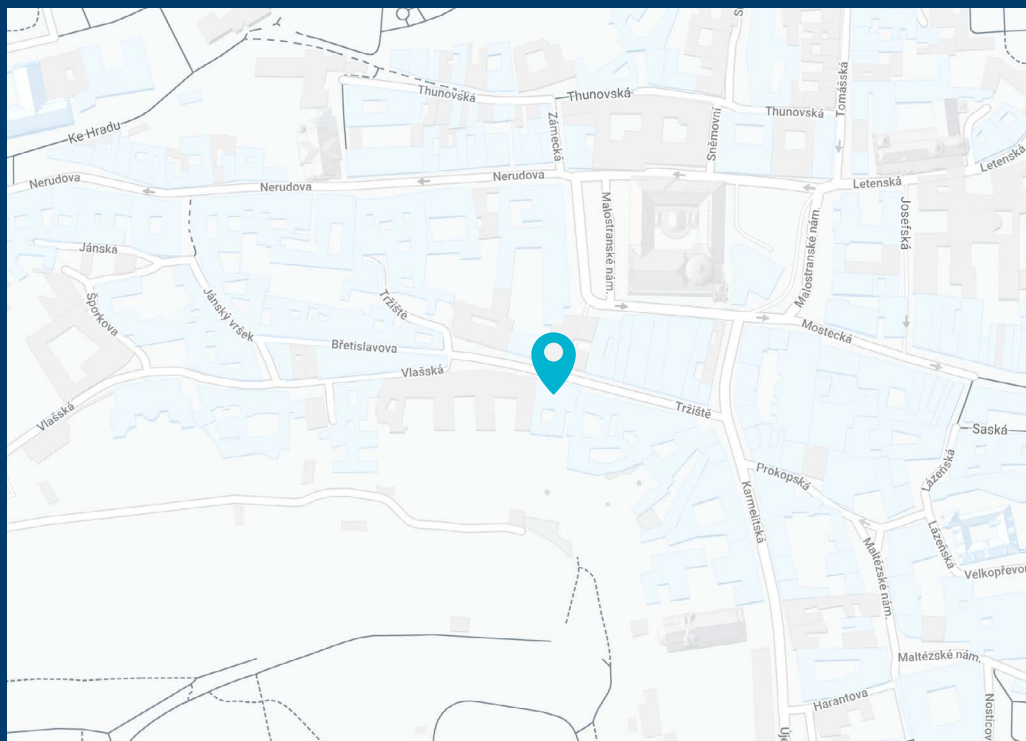 Thunovská
Thunovská
Thunovská
Tomášská
Sněmovní
Zámecká
Ke Hradu
Letenská
Nerudova
Nerudova
Nerudova
Letenská
Malostranské nám.
Malostranské nám.
Josefská
Jánská
Jánský vršek
Šporkova
Tržiště
Mostecká
Břetislavova
Vlašská
Vlašská
Tržiště
Saská
Prokopská
Lázeňská
Karmelitská
Lázeňská
Maltézské nám.
Velkopřevo
Maltézské nám.
Harantova
Nosticov
Újе